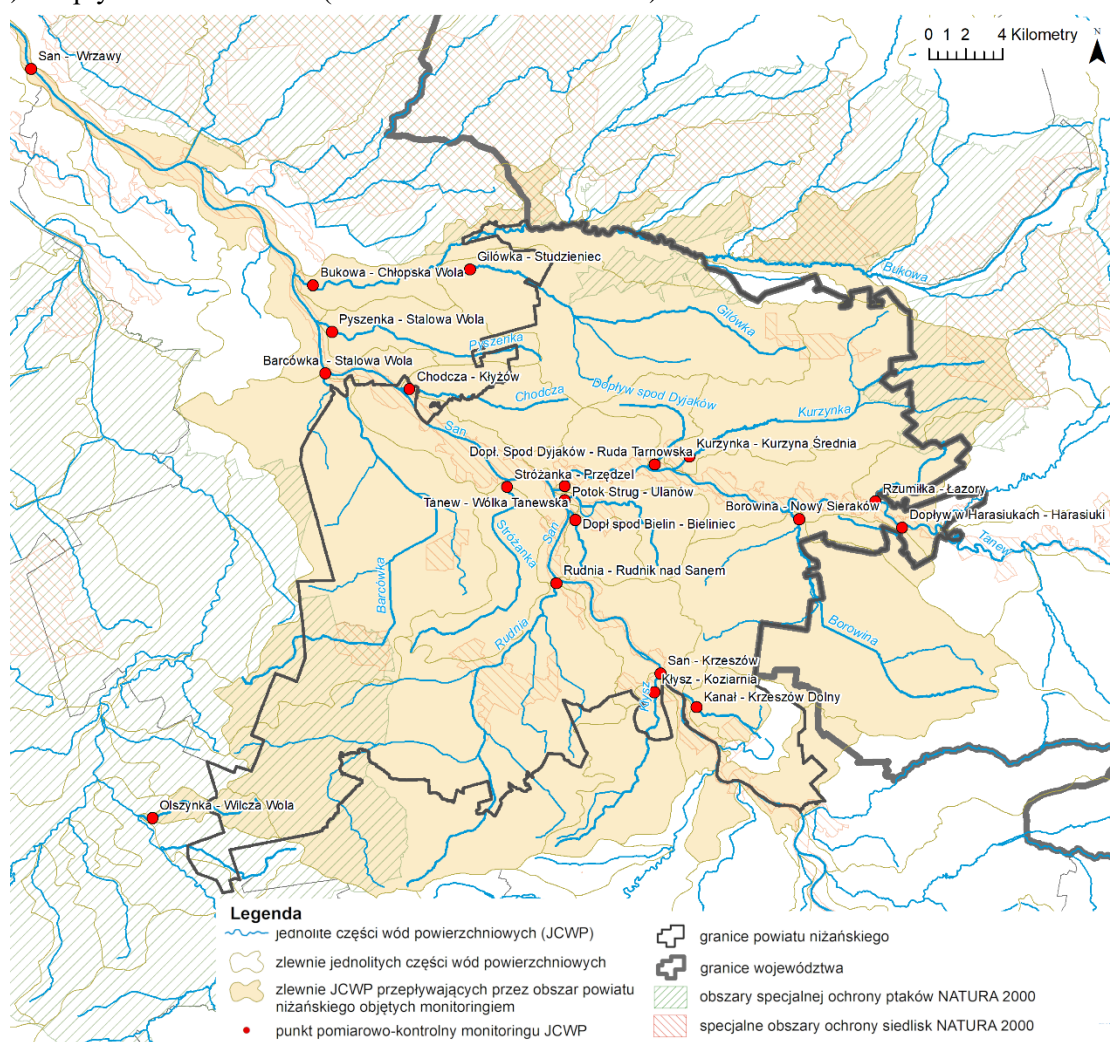 San - Wrzawy
0 1 2 4 Kilometry
N
Gilówka - Studzieniec
Bukowa - Chłopska Wola
Bukowa
Gilówka
Pyszenka - Stalowa Wola
Pyszenka
Barcówka - Stalowa Wola
Chodcza - Kłyżów
Chodcza
Dopływ spod Dyjaków
Kurzynka
San
Dopł. Spod Dyjaków - Ruda Tarnowska
Kurzynka - Kurzyna Średnia
Stróżanka - Przędzel
Potok Strug - Ulanów
Tanew - Wólka Tanewska
Rzumiłka - Łazory
Borowina - Nowy Sieraków
Dopływ w Harasiukach - Harasiuki
Dopł spod Bielin - Bieliniec
Tanew
San
Stróżanka
Barcówka
Rudnia - Rudnik nad Sanem
Rudnia
Borowina
San - Krzeszów
Kłysz - Koziarnia
Kłysz
Kanał - Krzeszów Dolny
Olszynka - Wilcza Wola
Legenda
jednolite części wód powierzchniowych (JCWP)
zlewnie jednolitych części wód powierzchniowych
zlewnie JCWP przepływających przez obszar powiatu
niżańskiego objętych monitoringiem
punkt pomiarowo-kontrolny monitoringu JCWP
granice powiatu niżańskiego
granice województwa
obszary specjalnej ochrony ptaków NATURA 2000
specjalne obszary ochrony siedlisk NATURA 2000